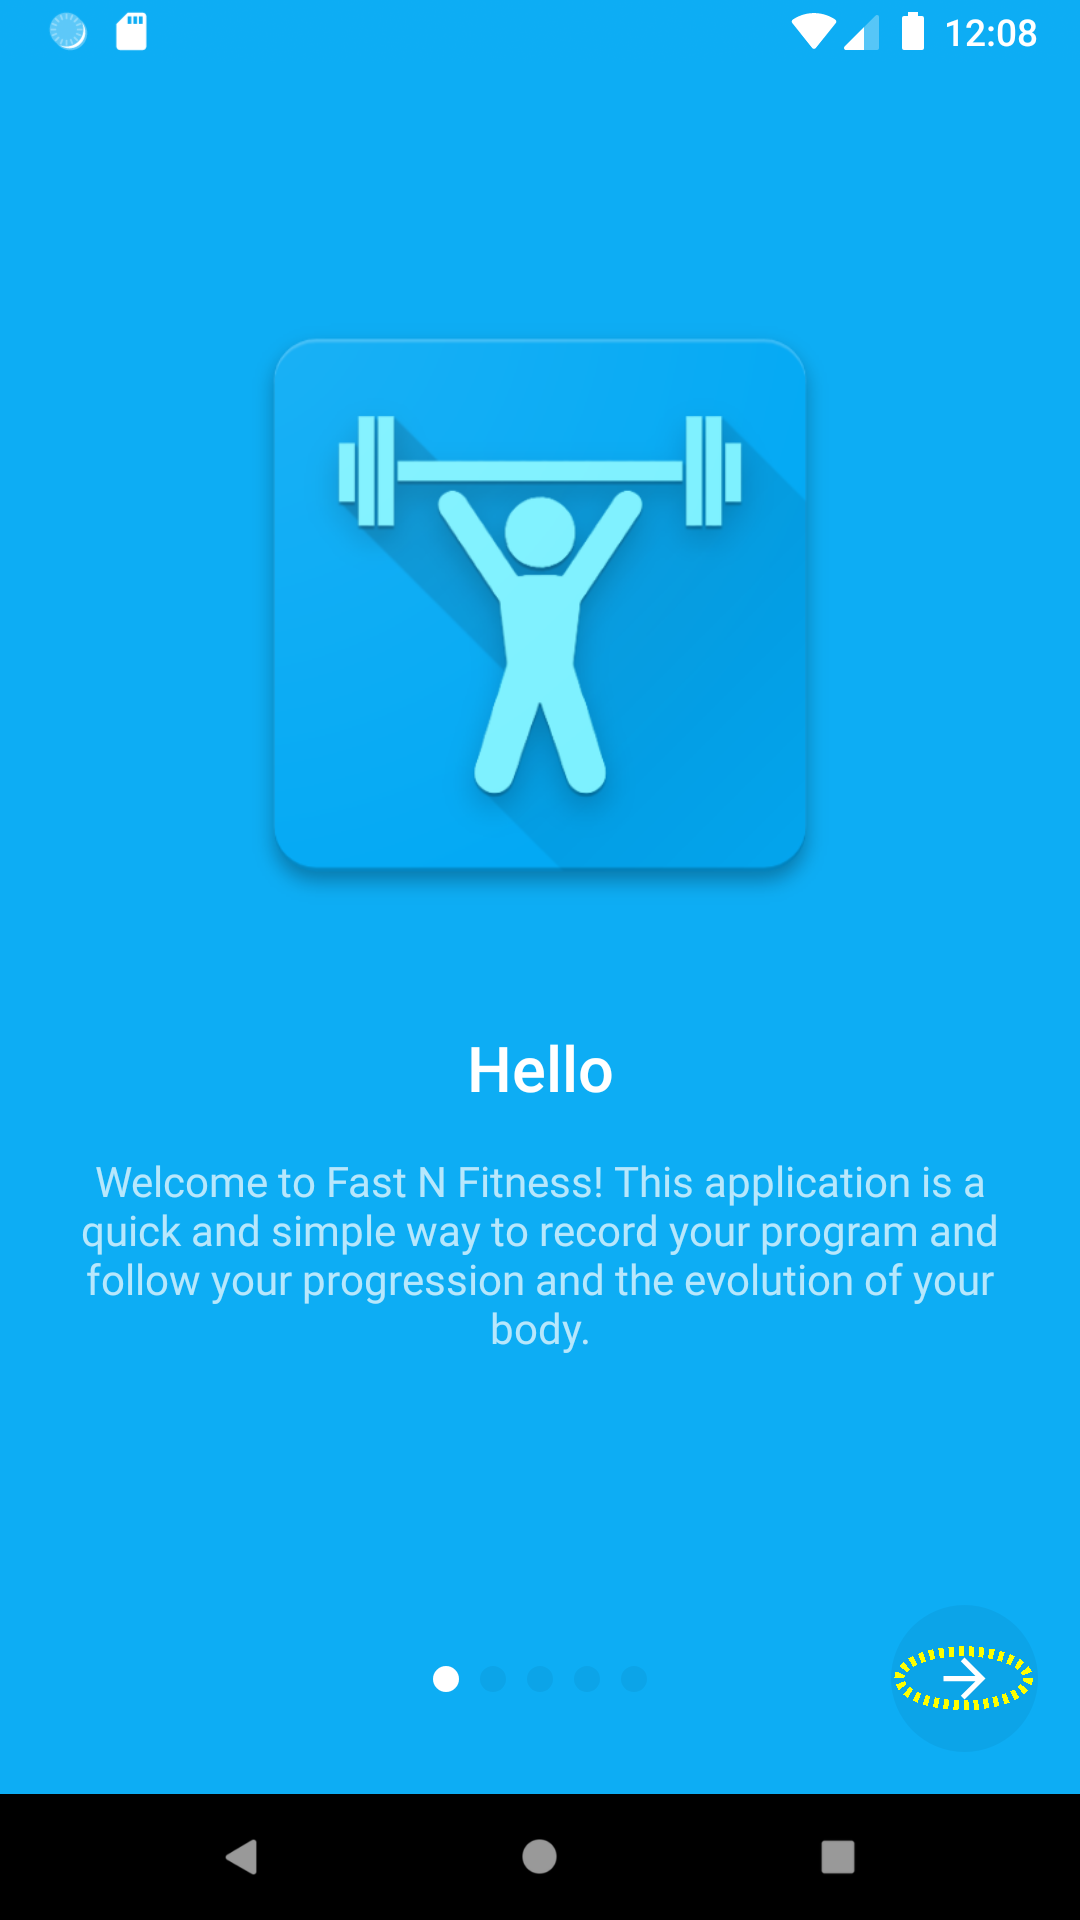 12:08
Hello
Welcome to Fast N Fitness! This application is a
quick and simple way to record your program and
follow your progression and the evolution of your
body.